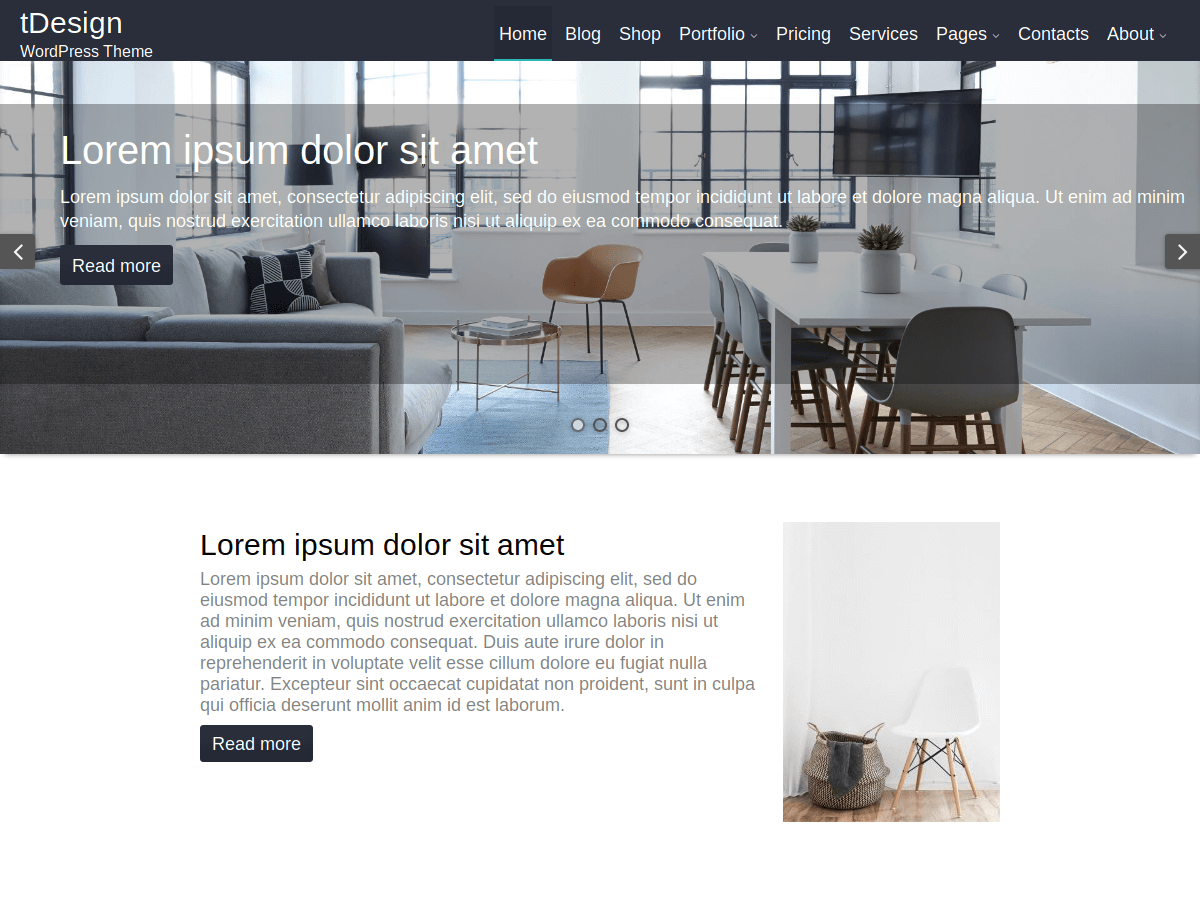 tDesign
WordPress Theme
Home Blog Shop Portfolio Pricing Services Pages Contacts About
Lorem ipsum dolor sit amet
Lorem ipsum dolor sit amet, consectetur adipiscing elit, sed do eiusmod tempor incididunt ut labore et dolore magna aliqua. Ut enim ad minim
veniam, quis nostrud exercitation ullamco laboris nisi ut aliquip ex ea commodo consequat.
Read more
Lorem ipsum dolor sit amet
Lorem ipsum dolor sit amet, consectetur adipiscing elit, sed do
eiusmod tempor incididunt ut labore et dolore magna aliqua. Ut enim
ad minim veniam, quis nostrud exercitation ullamco laboris nisi ut
aliquip ex ea commodo consequat. Duis aute irure dolor in
reprehenderit in voluptate velit esse cillum dolore eu fugiat nulla
pariatur. Excepteur sint occaecat cupidatat non proident, sunt in culpa
qui officia deserunt mollit anim id est laborum.
Read more